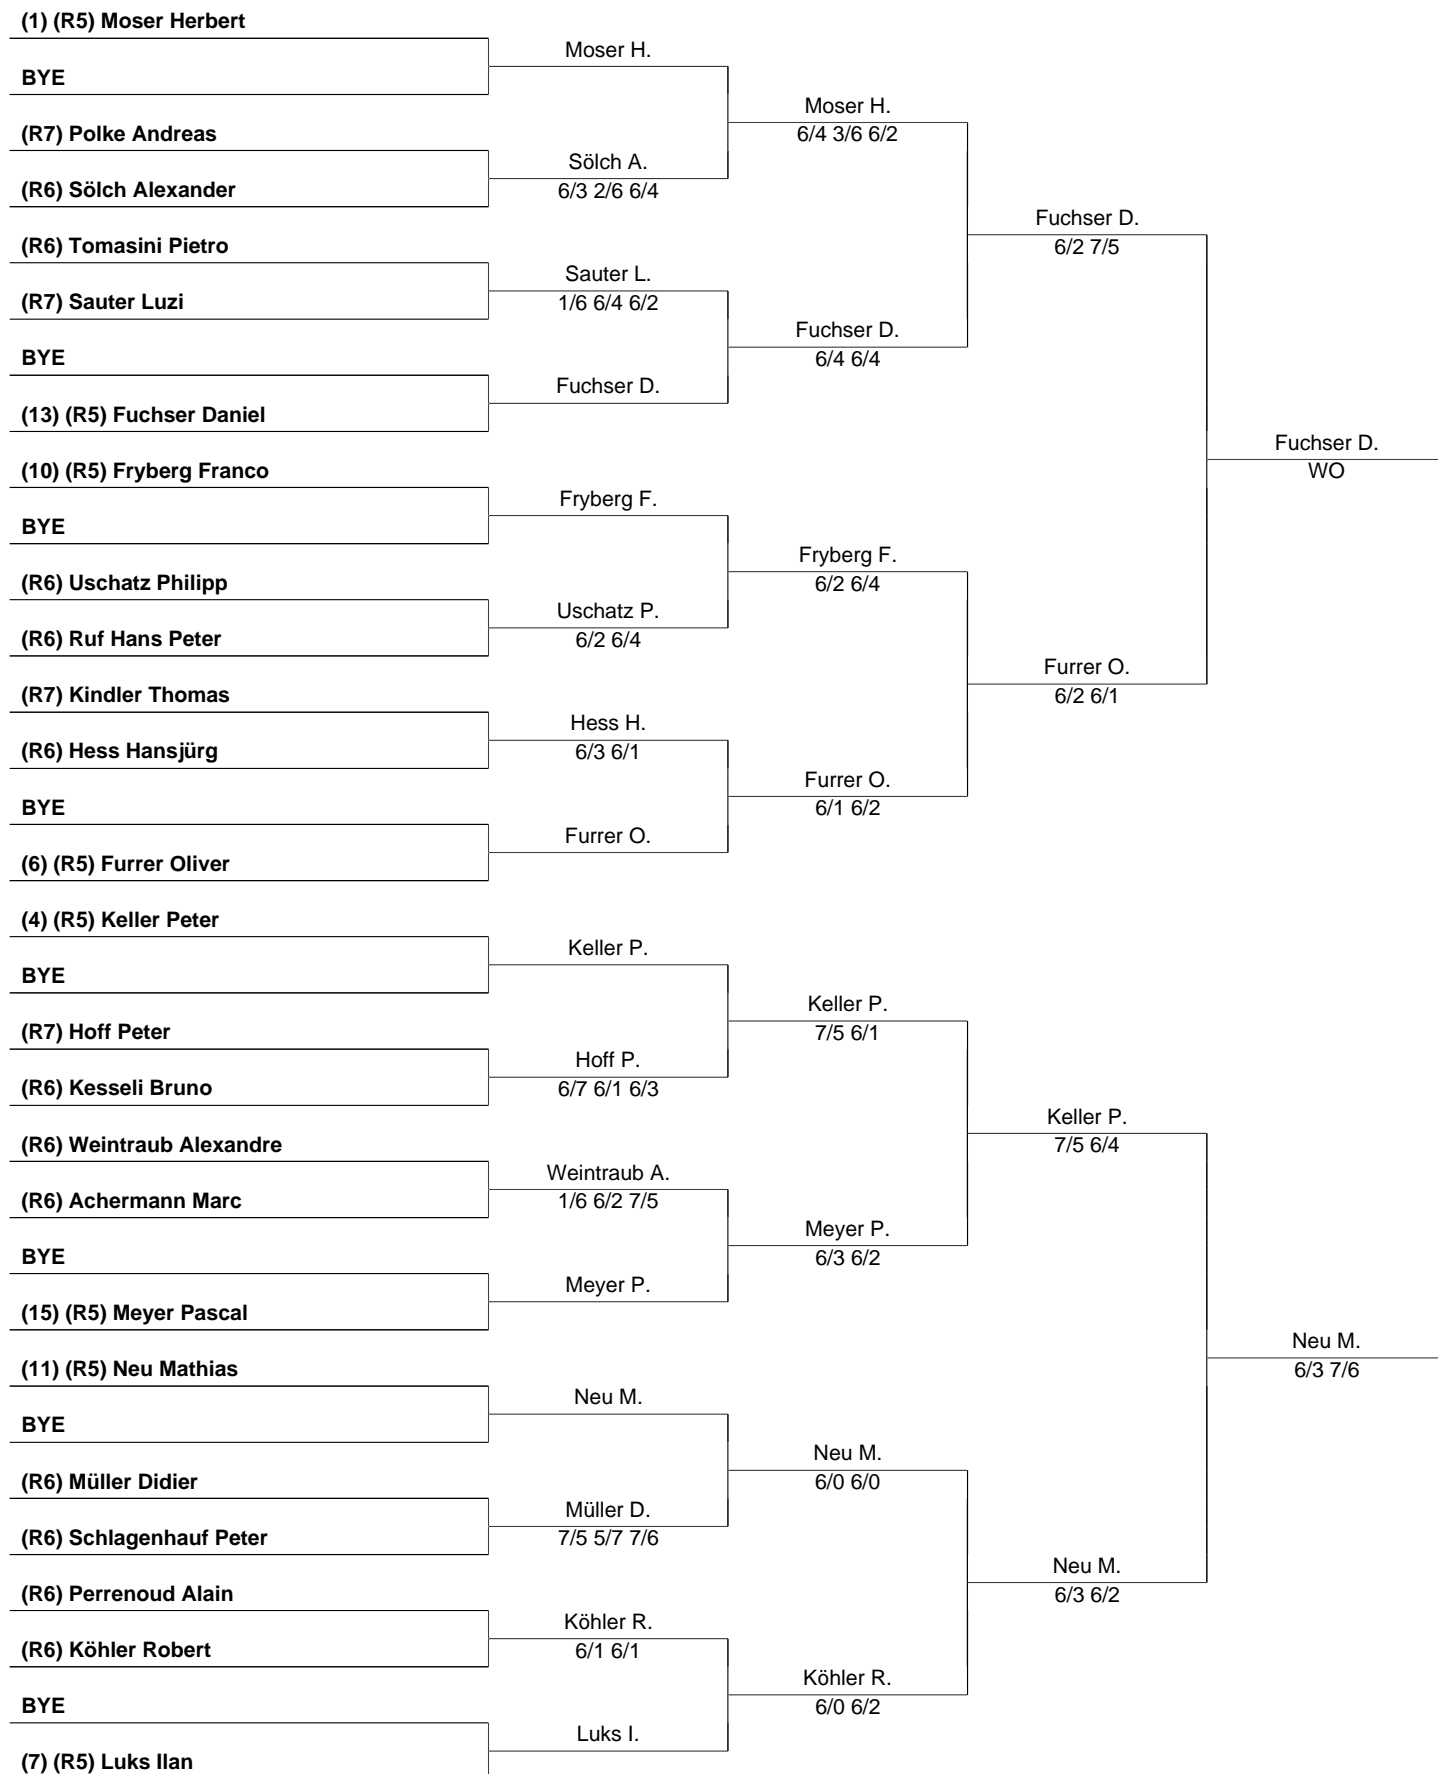 (1) (R5) Moser Herbert
Moser H.
BYE
Moser H.
6/4 3/6 6/2
(R7) Polke Andreas
Sölch A.
6/3 2/6 6/4
(R6) Sölch Alexander
Fuchser D.
6/2 7/5
(R6) Tomasini Pietro
Sauter L.
1/6 6/4 6/2
(R7) Sauter Luzi
Fuchser D.
6/4 6/4
BYE
Fuchser D.
(13) (R5) Fuchser Daniel
Fuchser D.
WO
(10) (R5) Fryberg Franco
Fryberg F.
BYE
Fryberg F.
6/2 6/4
(R6) Uschatz Philipp
Uschatz P.
6/2 6/4
(R6) Ruf Hans Peter
Furrer O.
6/2 6/1
(R7) Kindler Thomas
Hess H.
6/3 6/1
(R6) Hess Hansjürg
Furrer O.
6/1 6/2
BYE
Furrer O.
(6) (R5) Furrer Oliver
(4) (R5) Keller Peter
Keller P.
BYE
Keller P.
7/5 6/1
(R7) Hoff Peter
Hoff P.
6/7 6/1 6/3
(R6) Kesseli Bruno
Keller P.
7/5 6/4
(R6) Weintraub Alexandre
Weintraub A.
1/6 6/2 7/5
(R6) Achermann Marc
Meyer P.
6/3 6/2
BYE
Meyer P.
(15) (R5) Meyer Pascal
Neu M.
6/3 7/6
(11) (R5) Neu Mathias
Neu M.
BYE
Neu M.
6/0 6/0
(R6) Müller Didier
Müller D.
7/5 5/7 7/6
(R6) Schlagenhauf Peter
Neu M.
6/3 6/2
(R6) Perrenoud Alain
Köhler R.
6/1 6/1
(R6) Köhler Robert
Köhler R.
6/0 6/2
BYE
Luks I.
(7) (R5) Luks Ilan